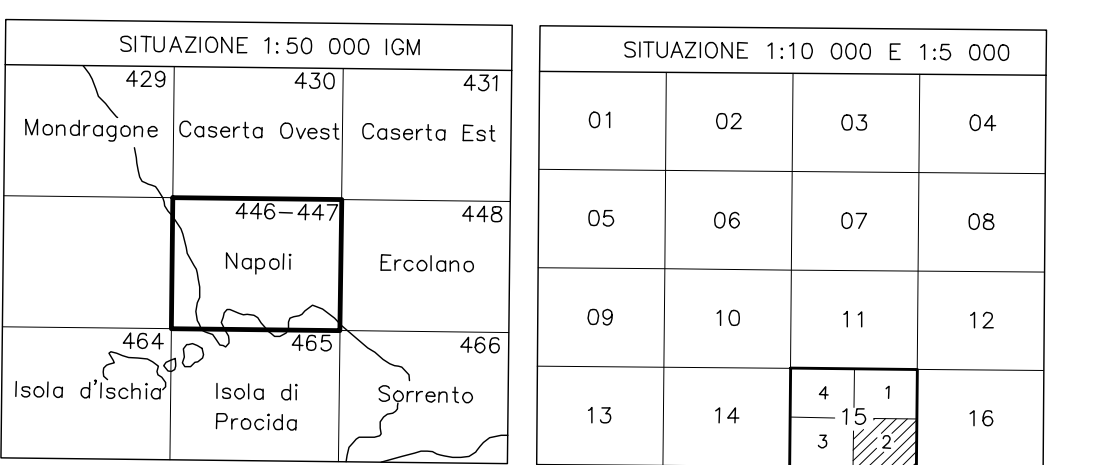 SITUAZIONE 1:50 000 IGM
429
430
431
Mondragone
Caserta Ovest
Caserta Est
446-447
448
Napoli
Ercolano
464
465
466
Isola d'Ischia
Isola di
Procida
Sorrento
SITUAZIONE 1:10 000 E 1:5 000
01
02
03
04
05
06
07
08
09
10
11
12
13
14
4
1
15
3
2
16